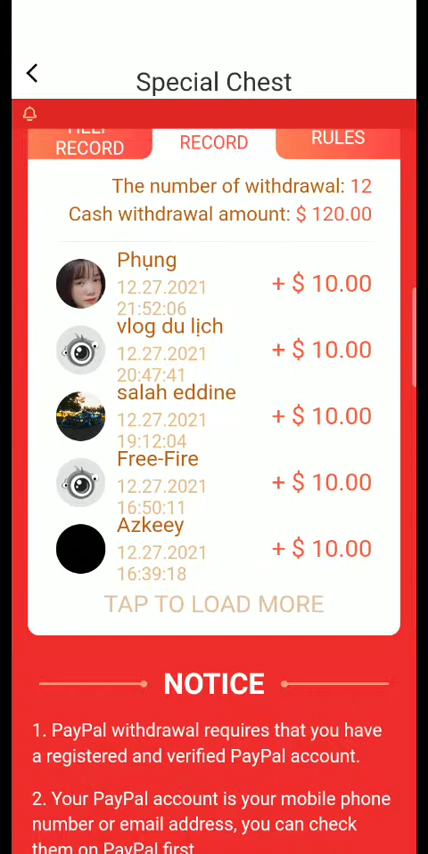 Special Chest
HELP
RECORD
RECORD
RULES
The number of withdrawal: 12
Cash withdrawal amount: $ 120.00
Phụng
12.27.2021
21:52:06
+ $ 10.00
vlog du lịch
12.27.2021
20:47:41
+ $ 10.00
salah eddine
12.27.2021
19:12:04
+ $ 10.00
Free-Fire
12.27.2021
16:50:11
+ $ 10.00
Azkeey
12.27.2021
16:39:18
+ $ 10.00
TAP TO LOAD MORE
NOTICE
1. PayPal withdrawal requires that you have
a registered and verified PayPal account.
2. Your PayPal account is your mobile phone
number or email address, you can check
them on PayPal first